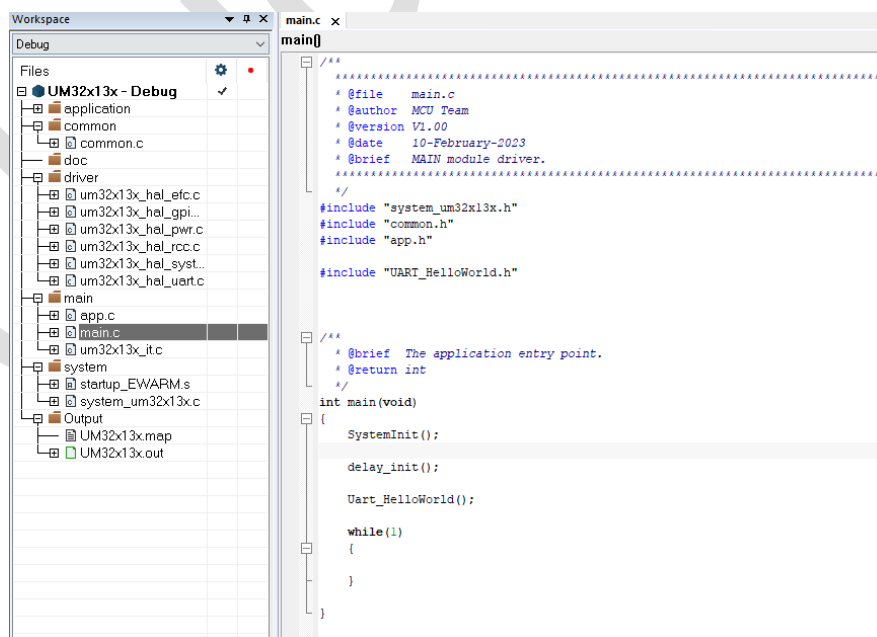 Workspace
Debug
Files
UM32x13x - Debug
application
common
common.c
doc
driver
um32x13x_hal_efc.c
um32x13x_hal_gpi...
um32x13x_hal_pwr.c
um32x13x_hal_rcc.c
um32x13x_hal_syst...
um32x13x_hal_uart.c
main
app.c
main.c
um32x13x_it.c
system
startup_EWARM.s
system_um32x13x.c
Output
UM32x13x.map
UM32x13x.out
main.c x
main()
/**
******************************************************************************
* @file main.c
* @author MCU Team
* @version V1.00
* @date 10-February-2023
* @brief MAIN module driver.
******************************************************************************
*/
#include "system_um32x13x.h"
#include "common.h"
#include "app.h"
#include "UART_HelloWorld.h"
/**
* @brief The application entry point.
* @return int
*/
int main(void)
{
SystemInit();
delay_init();
Uart_HelloWorld();
while(1)
{
}
}